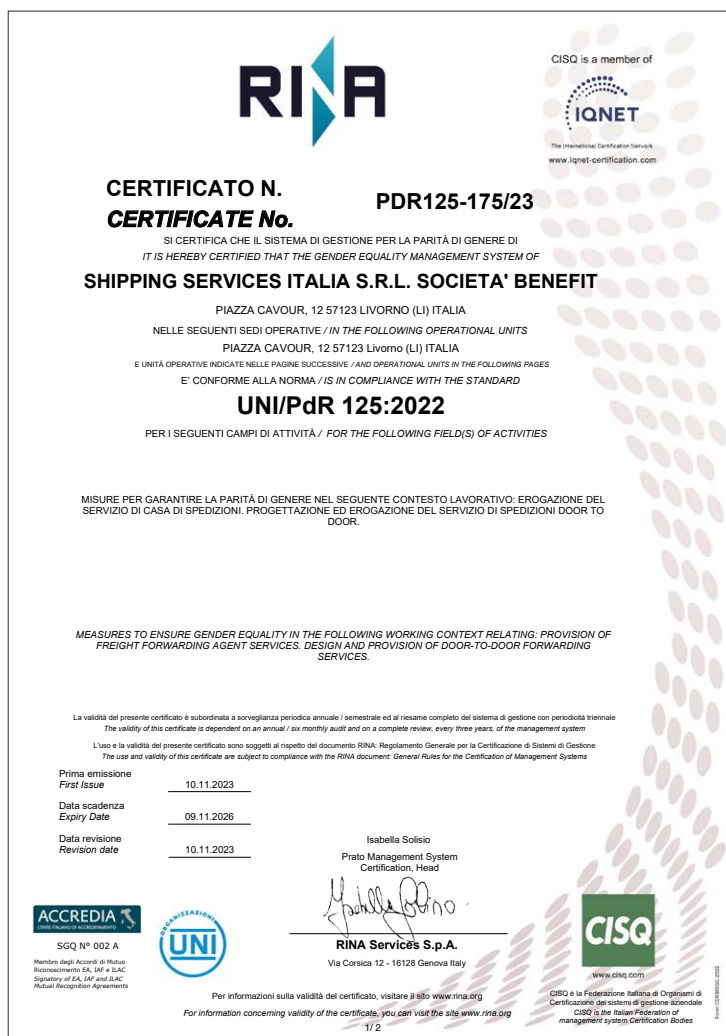 RINA
CISQ is a member of
IQNET
The International Certification Network
www.iqnet-certification.com
CERTIFICATO N.
CERTIFICATE No.
PDR125-175/23
SI CERTIFICA CHE IL SISTEMA DI GESTIONE PER LA PARITÀ DI GENERE DI
IT IS HEREBY CERTIFIED THAT THE GENDER EQUALITY MANAGEMENT SYSTEM OF
SHIPPING SERVICES ITALIA S.R.L. SOCIETA' BENEFIT
PIAZZA CAVOUR, 12 57123 LIVORNO (LI) ITALIA
NELLE SEGUENTI SEDI OPERATIVE / IN THE FOLLOWING OPERATIONAL UNITS
PIAZZA CAVOUR, 12 57123 Livorno (LI) ITALIA
E UNITÀ OPERATIVE INDICATE NELLE PAGINE SUCCESSIVE / AND OPERATIONAL UNITS IN THE FOLLOWING PAGES
E' CONFORME ALLA NORMA / IS IN COMPLIANCE WITH THE STANDARD
UNI/PdR 125:2022
PER I SEGUENTI CAMPI DI ATTIVITÀ / FOR THE FOLLOWING FIELD(S) OF ACTIVITIES
MISURE PER GARANTIRE LA PARITÀ DI GENERE NEL SEGUENTE CONTESTO LAVORATIVO: EROGAZIONE DEL
SERVIZIO DI CASA DI SPEDIZIONI. PROGETTAZIONE ED EROGAZIONE DEL SERVIZIO DI SPEDIZIONI DOOR TO
DOOR.
MEASURES TO ENSURE GENDER EQUALITY IN THE FOLLOWING WORKING CONTEXT RELATING: PROVISION OF
FREIGHT FORWARDING AGENT SERVICES. DESIGN AND PROVISION OF DOOR-TO-DOOR FORWARDING
SERVICES.
La validità del presente certificato è subordinata a sorveglianza periodica annuale / semestrale ed al riesame completo del sistema di gestione con periodicità triennale
The validity of this certificate is dependent on an annual / six monthly audit and on a complete review, every three years, of the management system
L'uso e la validità del presente certificato sono soggetti al rispetto del documento RINA: Regolamento Generale per la Certificazione di Sistemi di Gestione
The use and validity of this certificate are subject to compliance with the RINA document: General Rules for the Certification of Management Systems
Prima emissione
First Issue 10.11.2023
Data scadenza
Expiry Date 09.11.2026
Data revisione
Revision date 10.11.2023
Isabella Solisio
Prato Management System
Certification, Head
RINA Services S.p.A.
Via Corsica 12 - 16128 Genova Italy
ACCREDIA
L'ENTE ITALIANO DI ACCREDITAMENTO
SGQ N° 002 A
Membro degli Accordi di Mutuo
Riconoscimento EA, IAF e ILAC
Signatory of EA, IAF and ILAC
Mutual Recognition Agreements
ORGANIZZAZIONE
UNI
CISQ
www.cisq.com
CISQ è la Federazione Italiana di Organismi di
Certificazione dei sistemi di gestione aziendale
CISQ is the Italian Federation of
management system Certification Bodies
Per informazioni sulla validità del certificato, visitare il sito www.rina.org
For information concerning validity of the certificate, you can visit the site www.rina.org
1/ 2